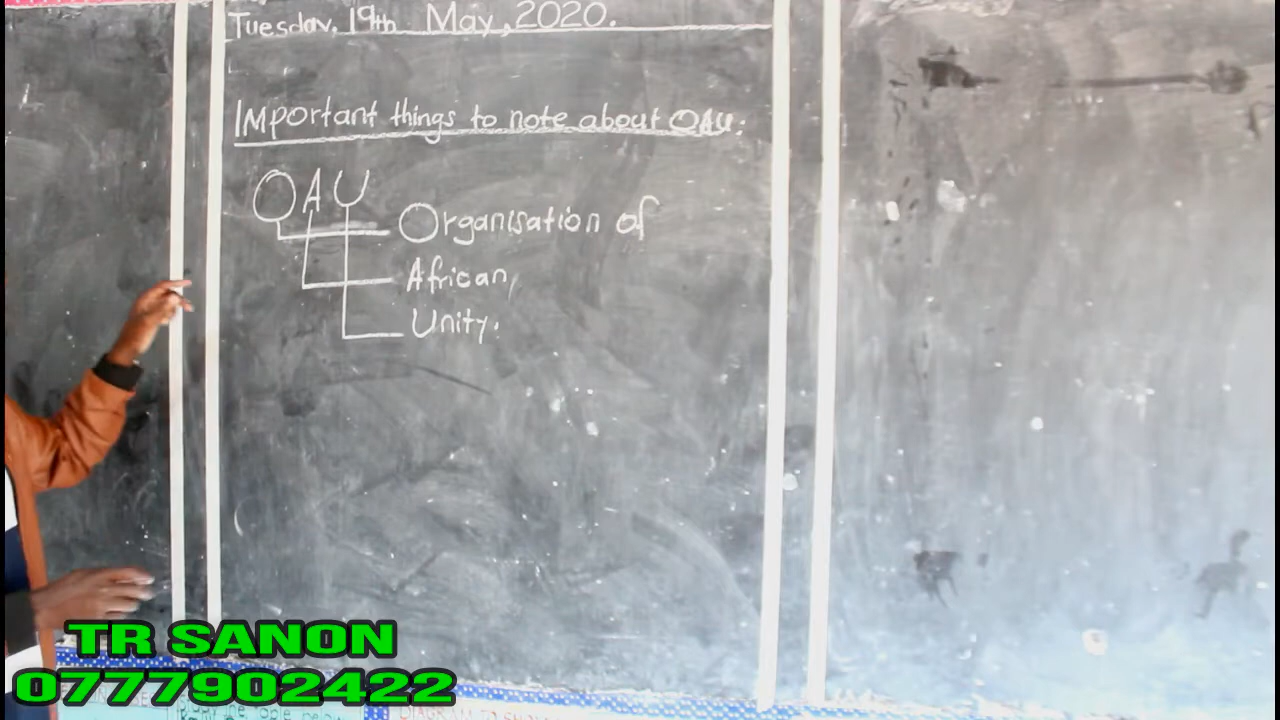 Tuesday, 19th May, 2020.
Important things to note about OAU:
OAU
Organisation of
African,
Unity.
TR SANON
0777902422